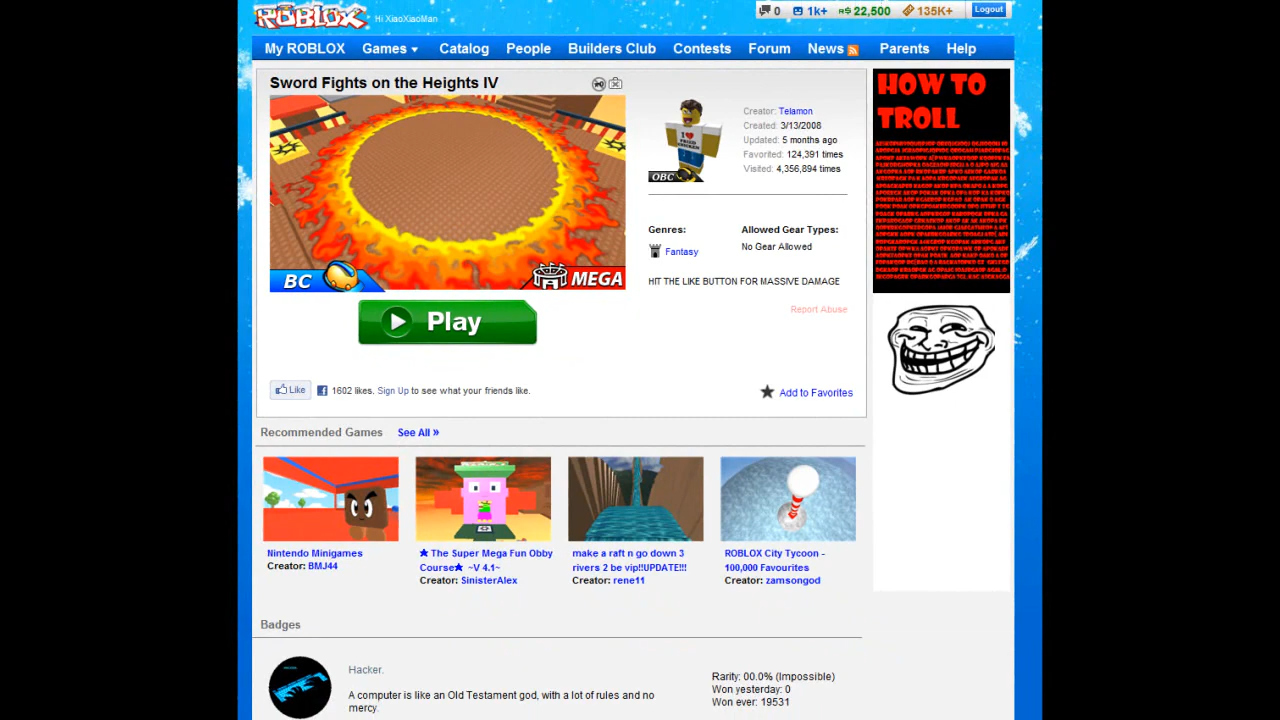 ROBLOX
Hi XiaoXiaoMan
0 1k+ R$ 22,500 135K+ Logout
My ROBLOX Games Catalog People Builders Club Contests Forum News Parents Help
Sword Fights on the Heights IV
BC
MEGA
I
FRIED
CHICKEN
OBC
Creator: Telamon
Created: 3/13/2008
Updated: 5 months ago
Favorited: 124,391 times
Visited: 4,356,894 times
Genres:
Fantasy
Allowed Gear Types:
No Gear Allowed
HIT THE LIKE BUTTON FOR MASSIVE DAMAGE
Report Abuse
Play
Like 1602 likes. Sign Up to see what your friends like.
Add to Favorites
HOW TO
TROLL
Recommended Games See All »
Nintendo Minigames
Creator: BMJ44
★ The Super Mega Fun Obby
Course★ ~V 4.1~
Creator: SinisterAlex
make a raft n go down 3
rivers 2 be vip!!UPDATE!!!
Creator: rene11
ROBLOX City Tycoon -
100,000 Favourites
Creator: zamsongod
Badges
Hacker.
A computer is like an Old Testament god, with a lot of rules and no
mercy.
Rarity: 00.0% (Impossible)
Won yesterday: 0
Won ever: 19531